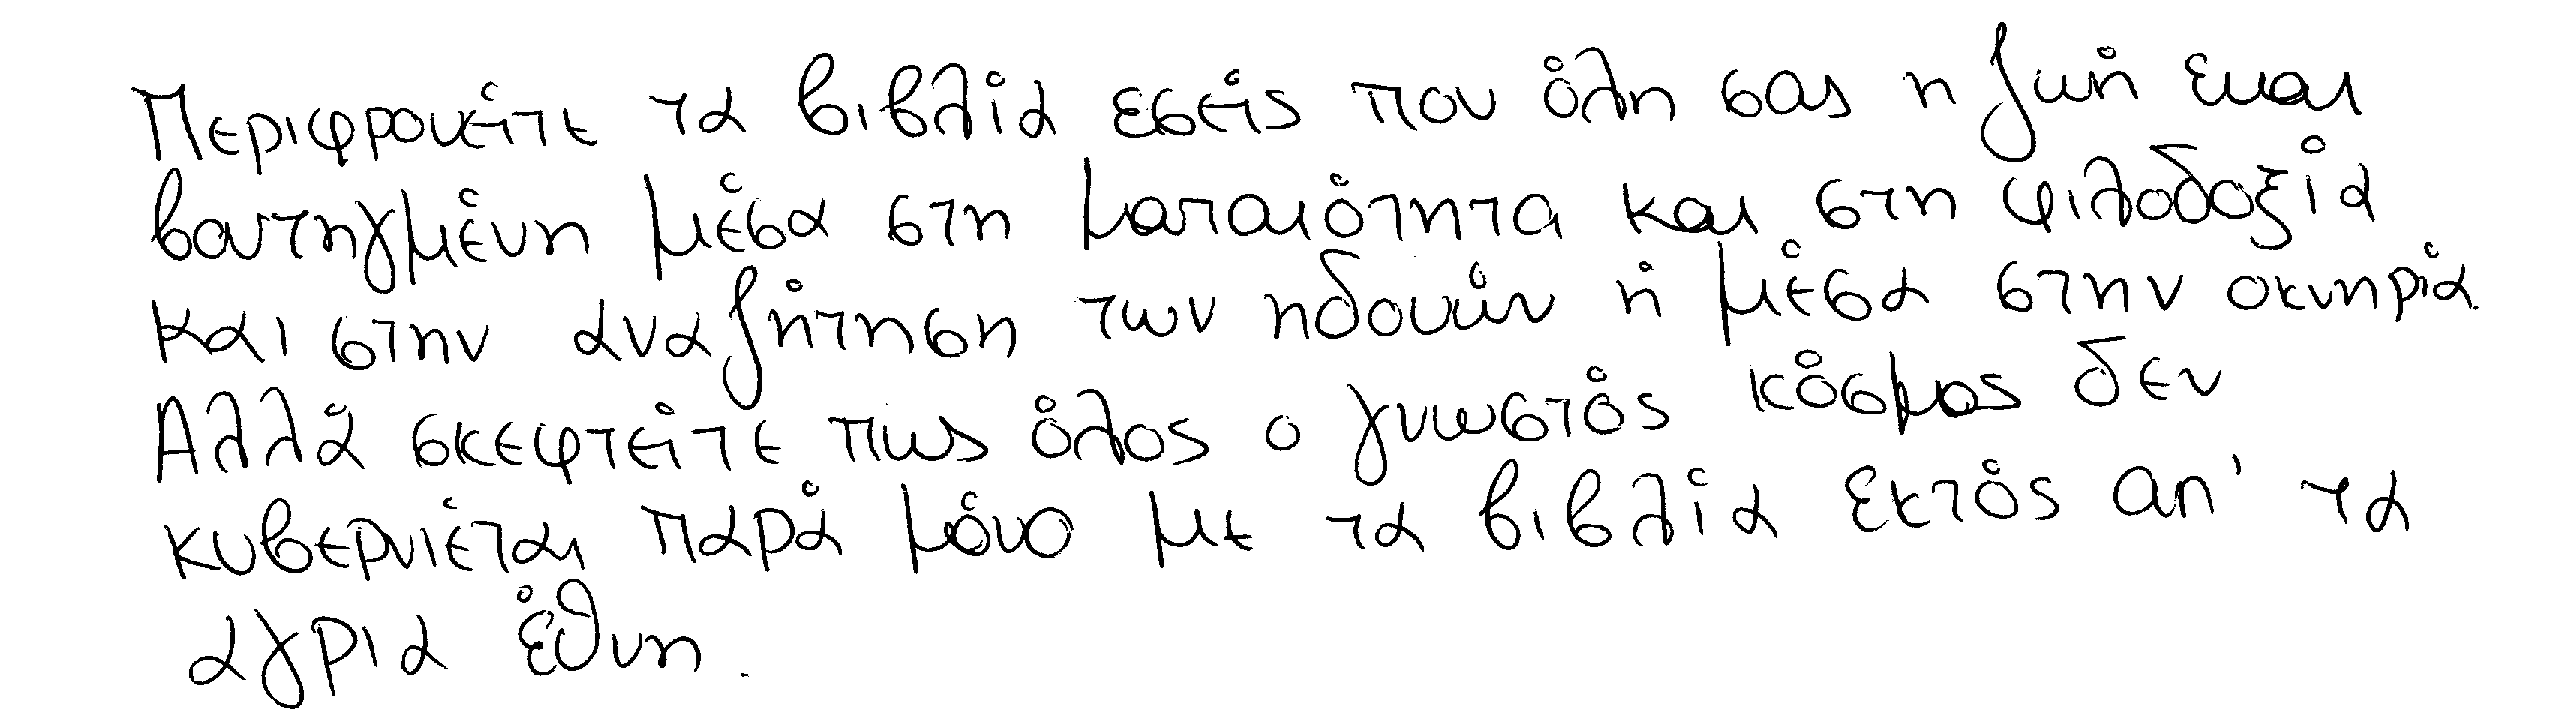 Περιφρονείτε τα βιβλία εσείς που όλη σας η ζωή είναι
βουτηγμένη μέσα στη ματαιότητα και στη φιλοδοξία
και στην αναζήτηση των ηδονών ή μέσα στην οκνηρία.
Αλλά σκεφτείτε πως όλος ο γνωστός κόσμος δεν
κυβερνιέται παρά μόνο με τα βιβλία εκτός απ' τα
άγρια έθνη.